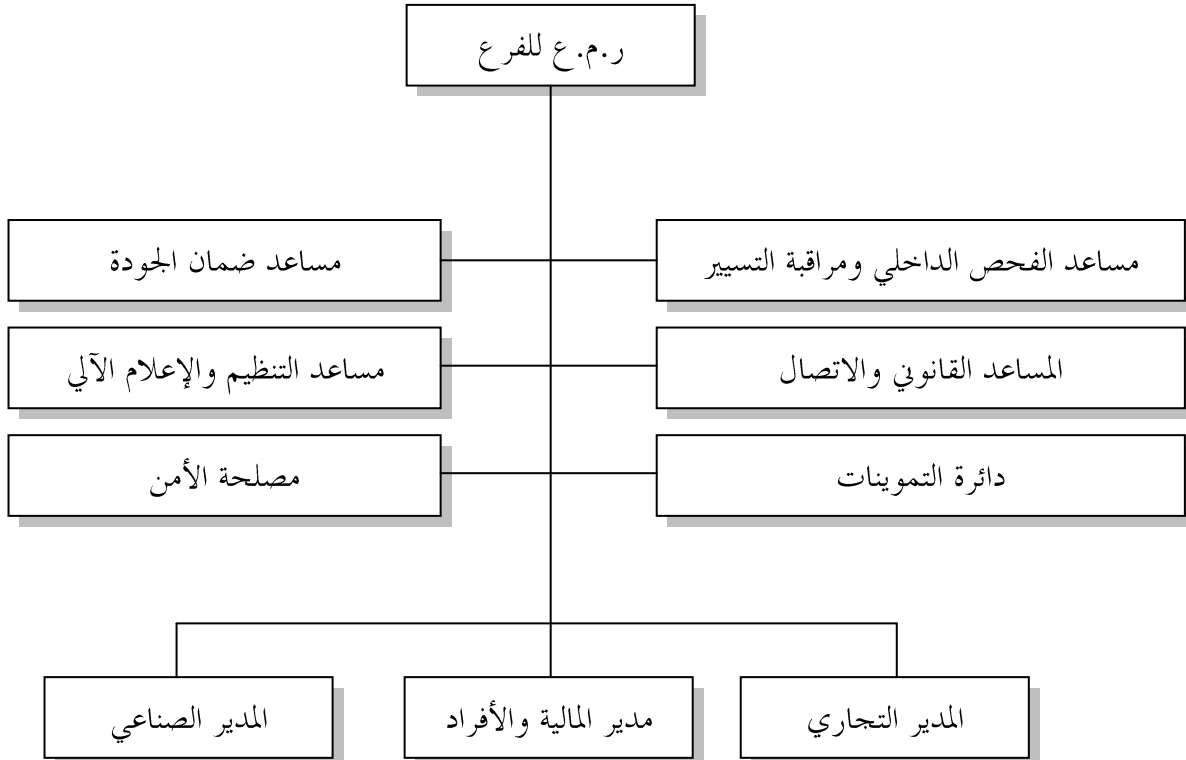 ر.م.ع للفرع
مساعد الفحص الداخلي ومراقبة التسيير
مساعد ضمان الجودة
المساعد القانوني والاتصال
مساعد التنظيم والإعلام الآلي
دائرة التموينات
مصلحة الأمن
المدير التجاري
مدير المالية والأفراد
المدير الصناعي